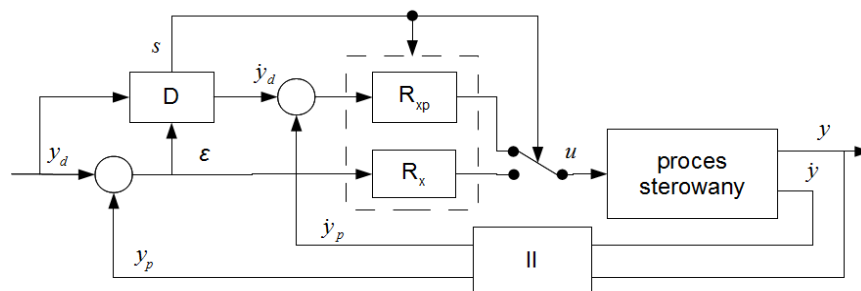 s
ẏ_d
D
R_xp
y_d
ε
R_x
u
proces
sterowany
y
ẏ
ẏ_p
y_p
II